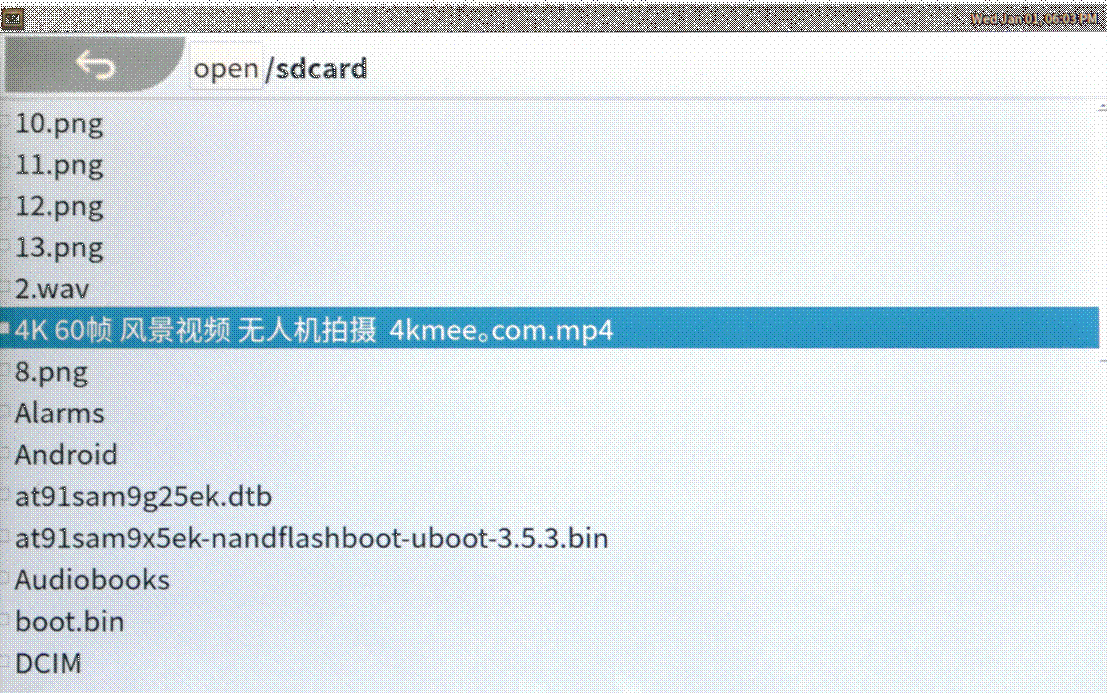 Wed Jan 01, 06:03 PM
open /sdcard
10.png
11.png
12.png
13.png
2.wav
4K 60帧 风景视频 无人机拍摄 4kmee。com.mp4
8.png
Alarms
Android
at91sam9g25ek.dtb
at91sam9x5ek-nandflashboot-uboot-3.5.3.bin
Audiobooks
boot.bin
DCIM